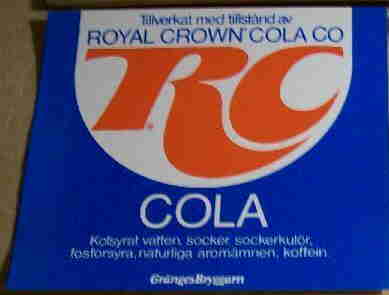 Tillverkat med tillstånd av
ROYAL CROWN COLA CO
RC
COLA
Kolsyrat vatten, socker, sockerkulör,
fosforsyra, naturliga aromämnen, koffein.
GrängesBryggarn